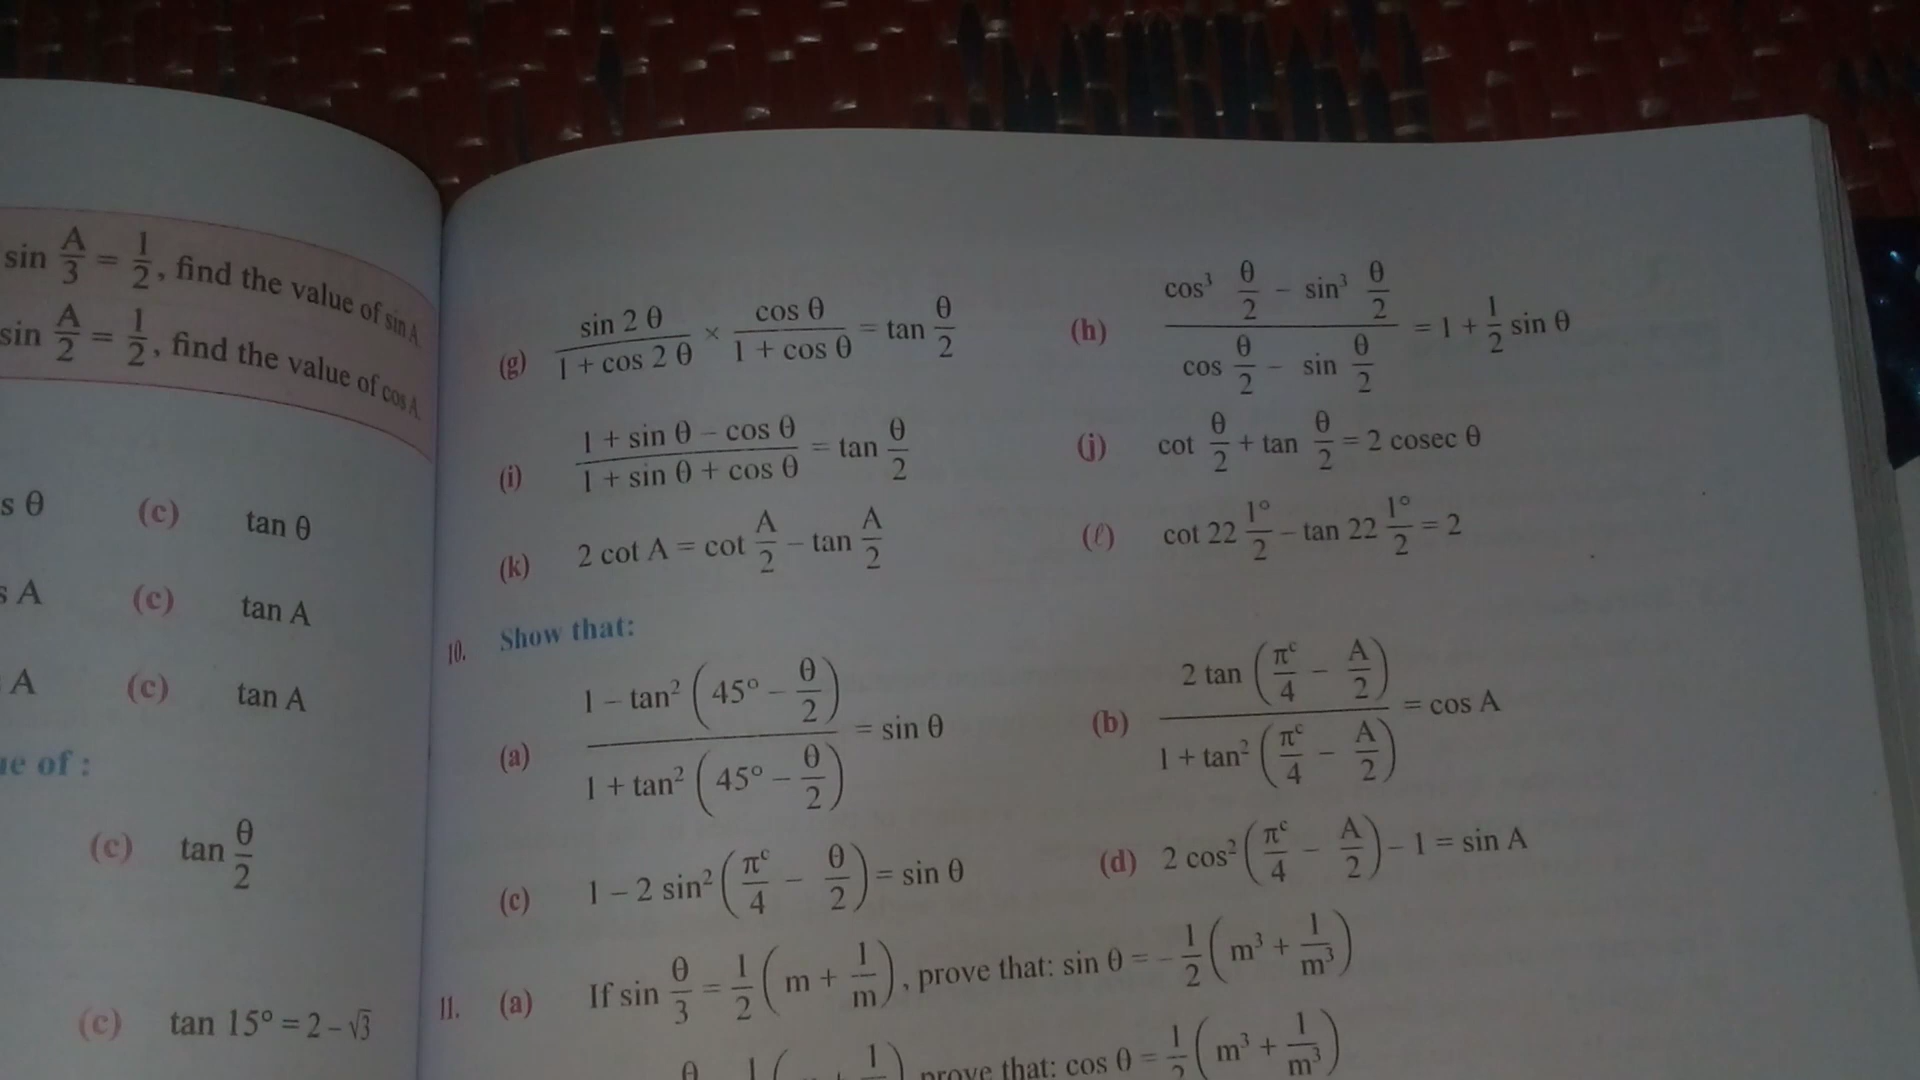 sin A/3 = 1/2, find the value of sin A.
sin A/2 = 1/2, find the value of cos A.
s θ (c) tan θ
s A (c) tan A
A (c) tan A
ue of :
(c) tan θ/2
(c) tan 15° = 2 – √3
(g) sin 2 θ / 1 + cos 2 θ × cos θ / 1 + cos θ = tan θ/2
(h) cos³ θ/2 – sin³ θ/2 / cos θ/2 – sin θ/2 = 1 + 1/2 sin θ
(i) 1 + sin θ – cos θ / 1 + sin θ + cos θ = tan θ/2
(j) cot θ/2 + tan θ/2 = 2 cosec θ
(k) 2 cot A = cot A/2 – tan A/2
(ℓ) cot 22 1°/2 – tan 22 1°/2 = 2
10. Show that:
(a) 1 – tan² (45° – θ/2) / 1 + tan² (45° – θ/2) = sin θ
(b) 2 tan (πᶜ/4 – A/2) / 1 + tan² (πᶜ/4 – A/2) = cos A
(c) 1 – 2 sin² (πᶜ/4 – θ/2) = sin θ
(d) 2 cos² (πᶜ/4 – A/2) – 1 = sin A
11. (a) If sin θ/3 = 1/2 (m + 1/m), prove that: sin θ = – 1/2 (m³ + 1/m³)
prove that: cos θ = 1/2 (m³ + 1/m³)